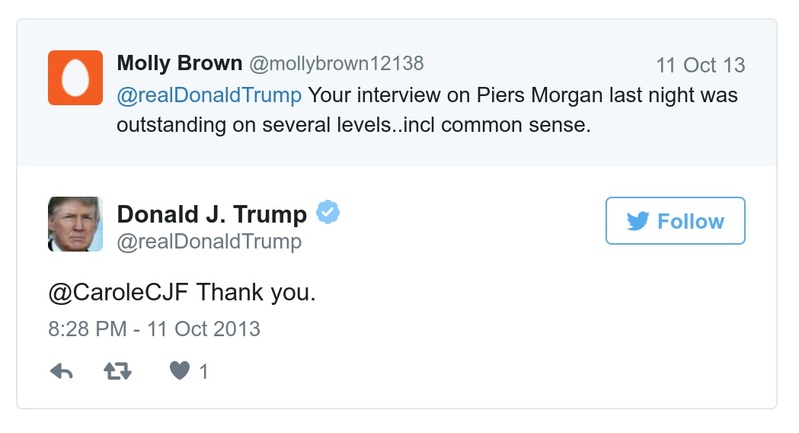 Molly Brown @mollybrown12138 11 Oct 13
@realDonaldTrump Your interview on Piers Morgan last night was
outstanding on several levels..incl common sense.
Donald J. Trump
@realDonaldTrump
Follow
@CaroleCJF Thank you.
8:28 PM - 11 Oct 2013
1